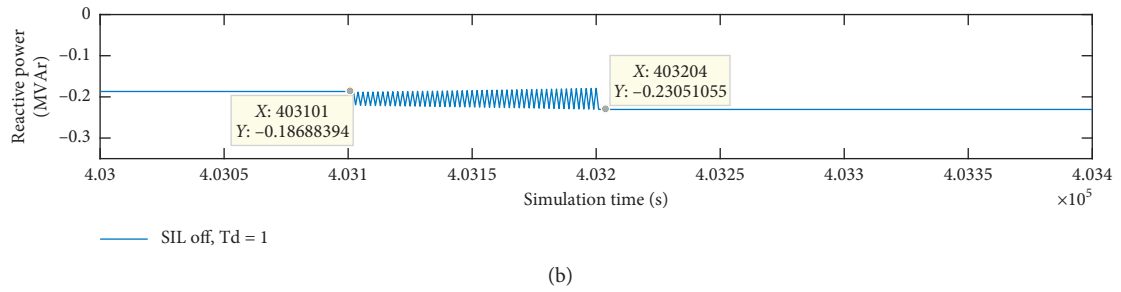 Reactive power
(MVAr)
0
–0.1
–0.2
–0.3
X: 403101
Y: –0.18688394
X: 403204
Y: –0.23051055
4.03 4.0305 4.031 4.0315 4.032 4.0325 4.033 4.0335 4.034
Simulation time (s)
×10⁵
SIL off, Td = 1
(b)